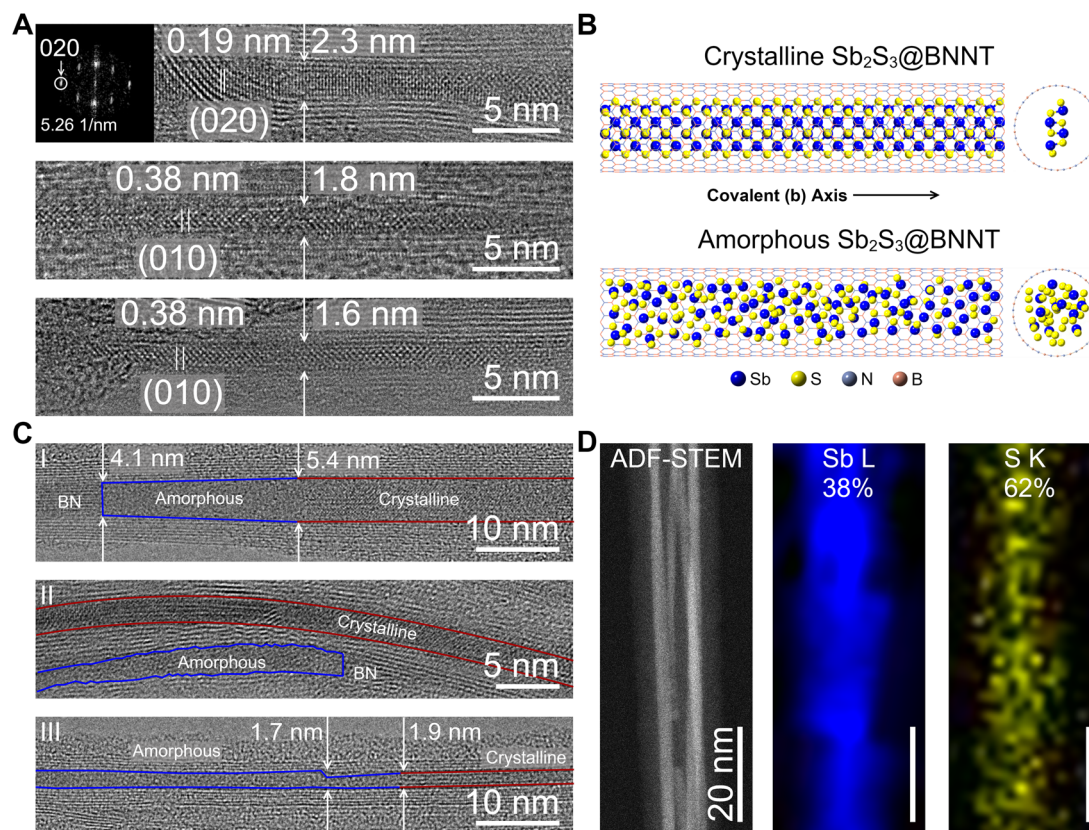 A
020
5.26 1/nm
0.19 nm
2.3 nm
(020)
5 nm
0.38 nm
1.8 nm
(010)
5 nm
0.38 nm
1.6 nm
(010)
5 nm
B
Crystalline Sb₂S₃@BNNT
Covalent (b) Axis
Amorphous Sb₂S₃@BNNT
Sb S N B
C
I
4.1 nm
5.4 nm
BN
Amorphous
Crystalline
10 nm
II
Crystalline
Amorphous
BN
5 nm
III
Amorphous
1.7 nm
1.9 nm
Crystalline
10 nm
D
ADF-STEM
20 nm
Sb L
38%
S K
62%